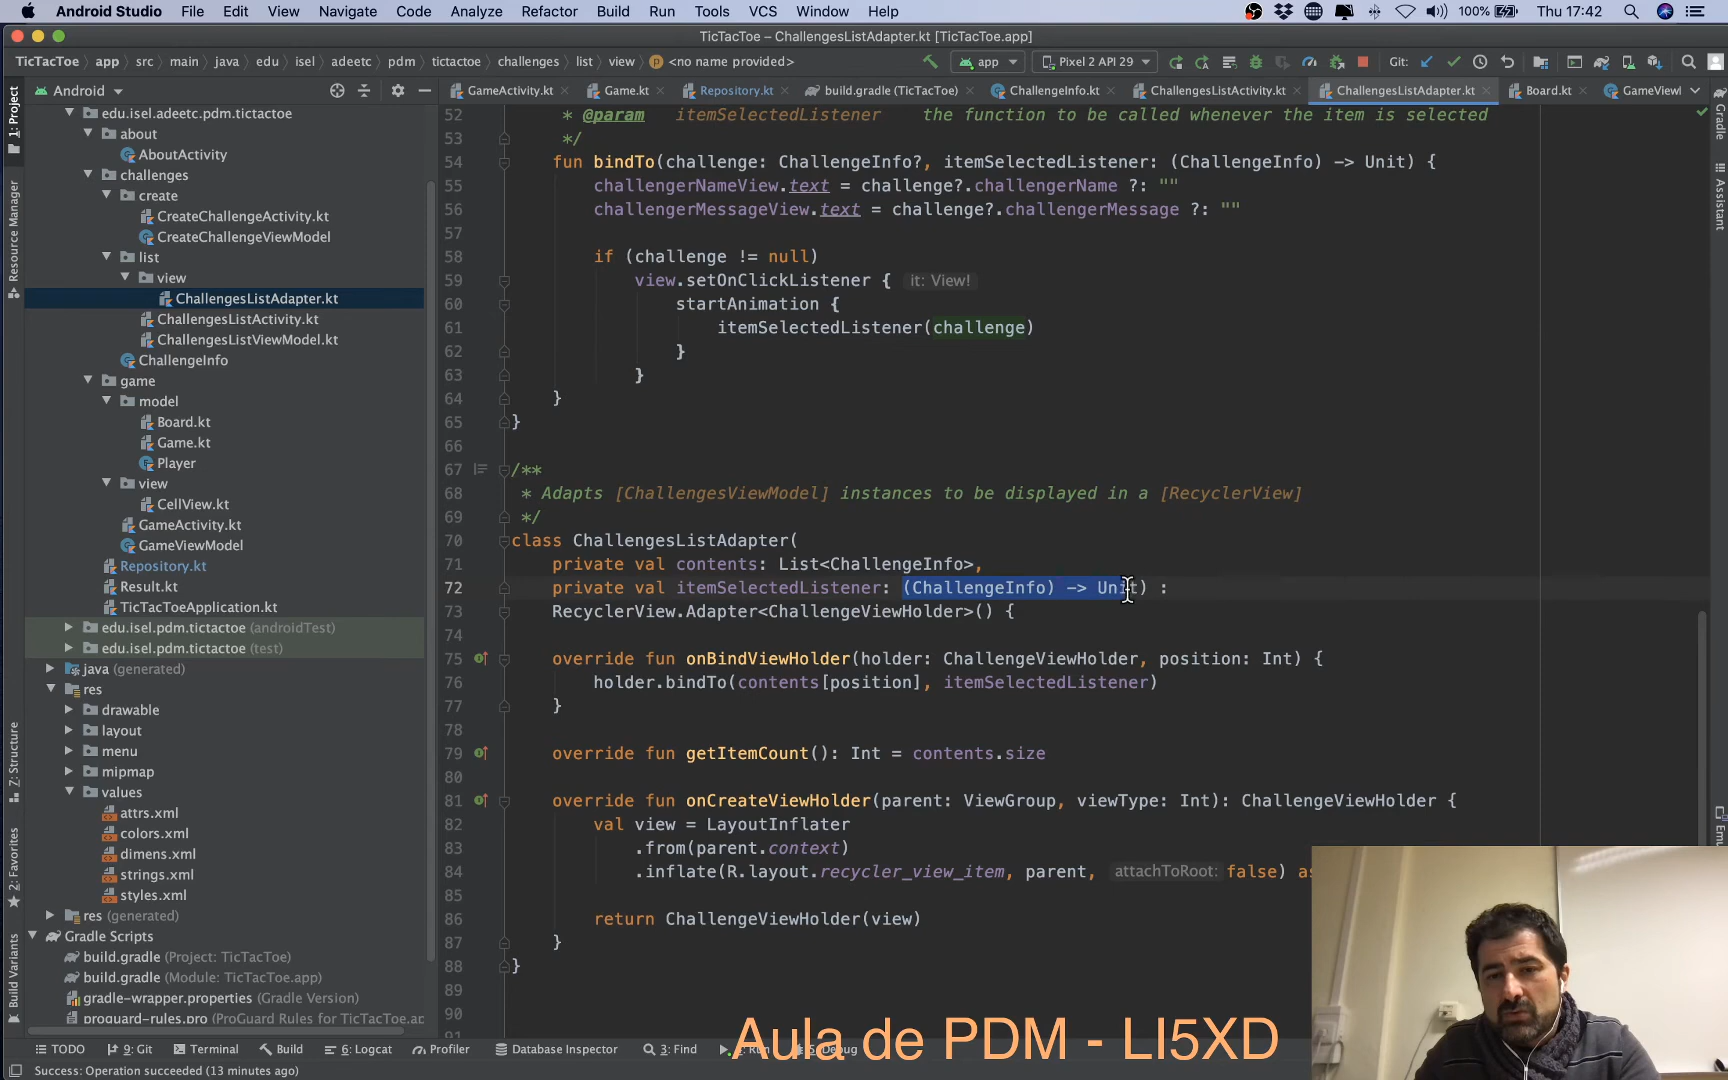 Android Studio File Edit View Navigate Code Analyze Refactor Build Run Tools VCS Window Help 100% Thu 17:42
TicTacToe – ChallengesListAdapter.kt [TicTacToe.app]
TicTacToe app src main java edu isel adeetc pdm tictactoe challenges list view <no name provided> app Pixel 2 API 29 Git:
Android
GameActivity.kt Game.kt Repository.kt build.gradle (TicTacToe) ChallengeInfo.kt ChallengesListActivity.kt ChallengesListAdapter.kt Board.kt GameViewl
1: Project
Resource Manager
Z: Structure
2: Favorites
Build Variants
edu.isel.adeetc.pdm.tictactoe
about
AboutActivity
challenges
create
CreateChallengeActivity.kt
CreateChallengeViewModel
list
view
ChallengesListAdapter.kt
ChallengesListActivity.kt
ChallengesListViewModel.kt
ChallengeInfo
game
model
Board.kt
Game.kt
Player
view
CellView.kt
GameActivity.kt
GameViewModel
Repository.kt
Result.kt
TicTacToeApplication.kt
edu.isel.pdm.tictactoe (androidTest)
edu.isel.pdm.tictactoe (test)
java (generated)
res
drawable
layout
menu
mipmap
values
attrs.xml
colors.xml
dimens.xml
strings.xml
styles.xml
res (generated)
Gradle Scripts
build.gradle (Project: TicTacToe)
build.gradle (Module: TicTacToe.app)
gradle-wrapper.properties (Gradle Version)
proguard-rules.pro (ProGuard Rules for TicTacToe.ap
52 * @param itemSelectedListener the function to be called whenever the item is selected
53 */
54 fun bindTo(challenge: ChallengeInfo?, itemSelectedListener: (ChallengeInfo) -> Unit) {
55 challengerNameView.text = challenge?.challengerName ?: ""
56 challengerMessageView.text = challenge?.challengerMessage ?: ""
57
58 if (challenge != null)
59 view.setOnClickListener { it: View!
60 startAnimation {
61 itemSelectedListener(challenge)
62 }
63 }
64 }
65 }
66
67 /**
68 * Adapts [ChallengesViewModel] instances to be displayed in a [RecyclerView]
69 */
70 class ChallengesListAdapter(
71 private val contents: List<ChallengeInfo>,
72 private val itemSelectedListener: (ChallengeInfo) -> Unit) :
73 RecyclerView.Adapter<ChallengeViewHolder>() {
74
75 override fun onBindViewHolder(holder: ChallengeViewHolder, position: Int) {
76 holder.bindTo(contents[position], itemSelectedListener)
77 }
78
79 override fun getItemCount(): Int = contents.size
80
81 override fun onCreateViewHolder(parent: ViewGroup, viewType: Int): ChallengeViewHolder {
82 val view = LayoutInflater
83 .from(parent.context)
84 .inflate(R.layout.recycler_view_item, parent, attachToRoot: false) as
85
86 return ChallengeViewHolder(view)
87 }
88 }
89
90
Gradle
Assistant
Emu
Aula de PDM - LI5XD
TODO 9: Git Terminal Build 6: Logcat Profiler Database Inspector 3: Find
Success: Operation succeeded (13 minutes ago)